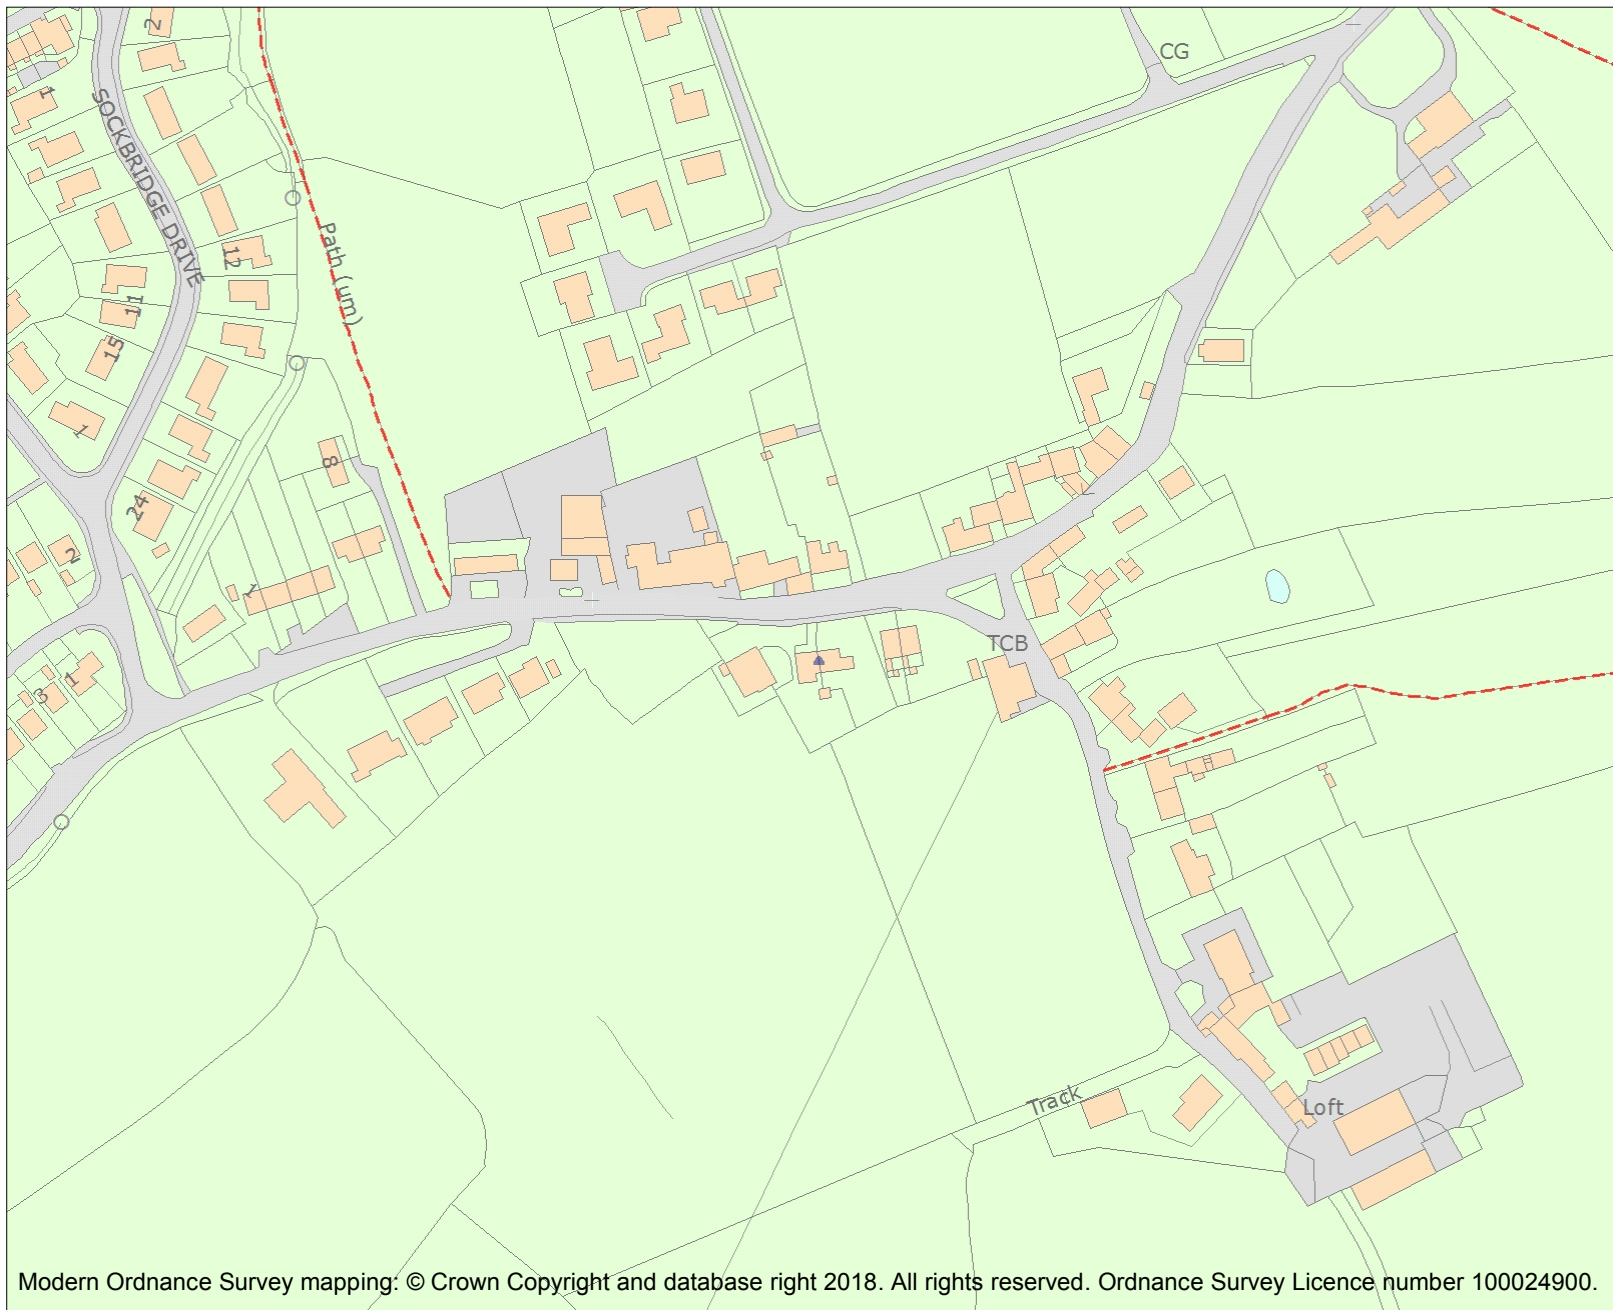 2
CG
1
SOCKBRIDGE DRIVE
Path (um)
12
11
15
1
8
24
2
1
TCB
1
3
Track
Loft
Modern Ordnance Survey mapping: © Crown Copyright and database right 2018. All rights reserved. Ordnance Survey Licence number 100024900.